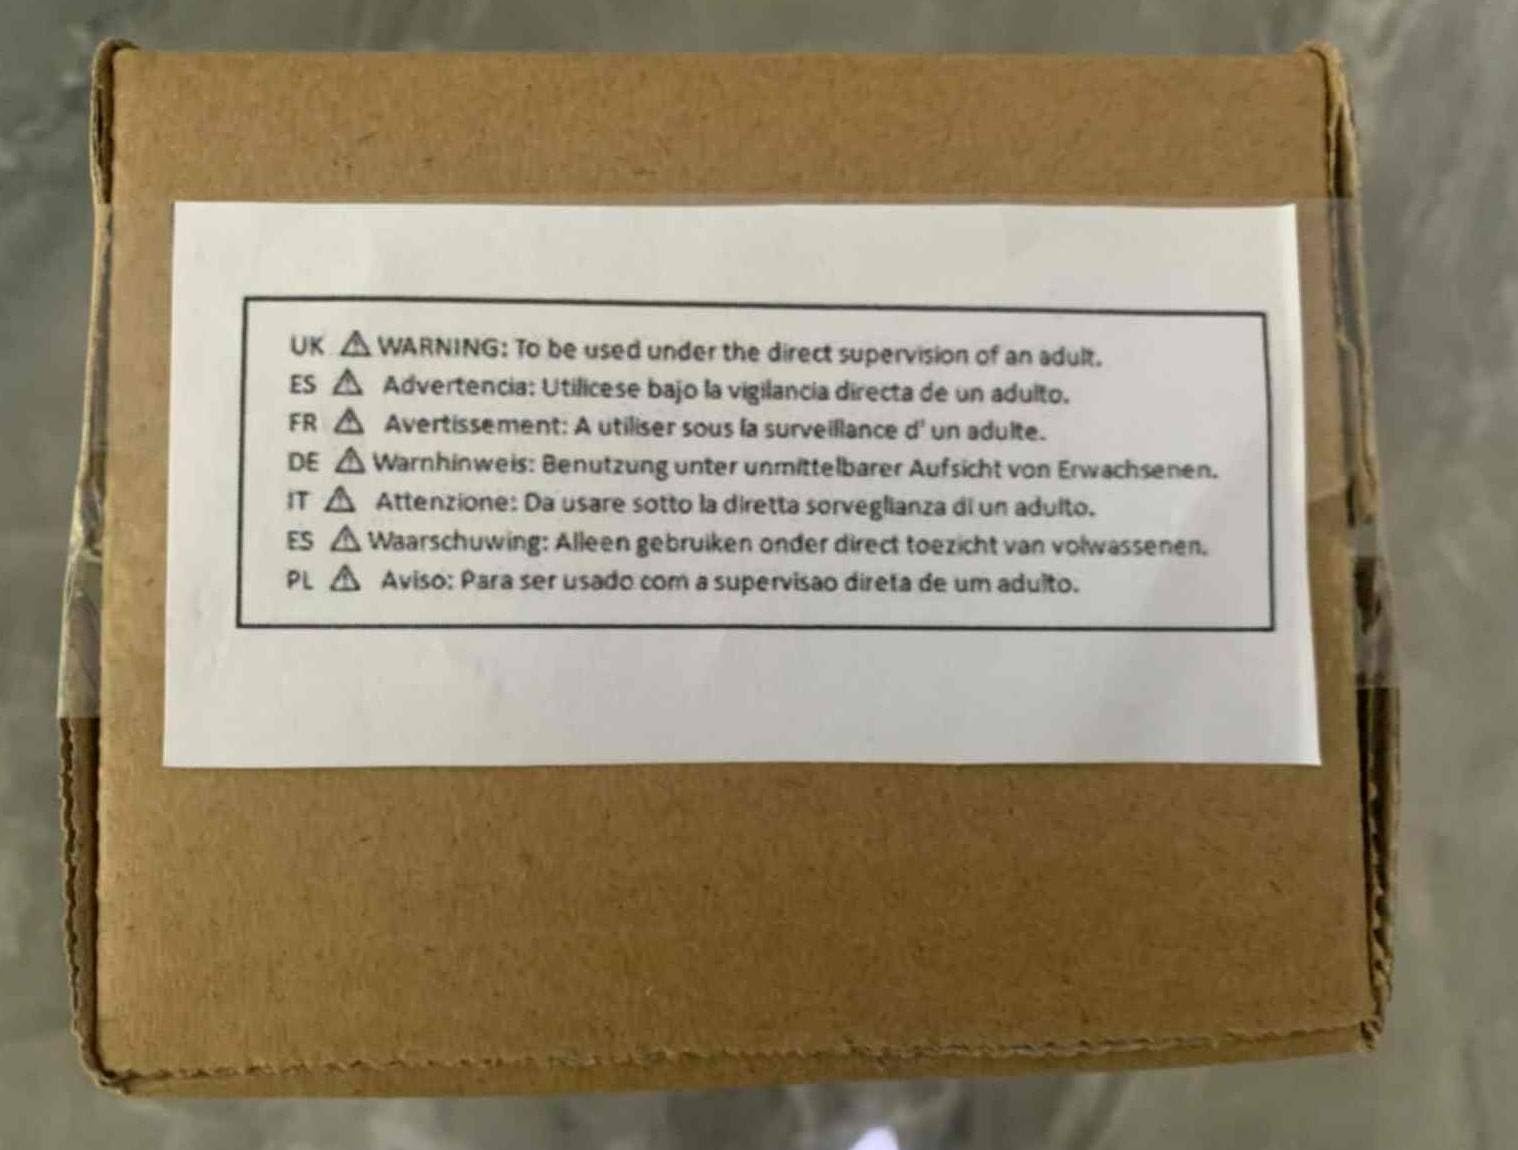 UK ⚠ WARNING: To be used under the direct supervision of an adult.
ES ⚠ Advertencia: Utilicese bajo la vigilancia directa de un adulto.
FR ⚠ Avertissement: A utiliser sous la surveillance d' un adulte.
DE ⚠ Warnhinweis: Benutzung unter unmittelbarer Aufsicht von Erwachsenen.
IT ⚠ Attenzione: Da usare sotto la diretta sorveglianza di un adulto.
ES ⚠ Waarschuwing: Alleen gebruiken onder direct toezicht van volwassenen.
PL ⚠ Aviso: Para ser usado com a supervisao direta de um adulto.